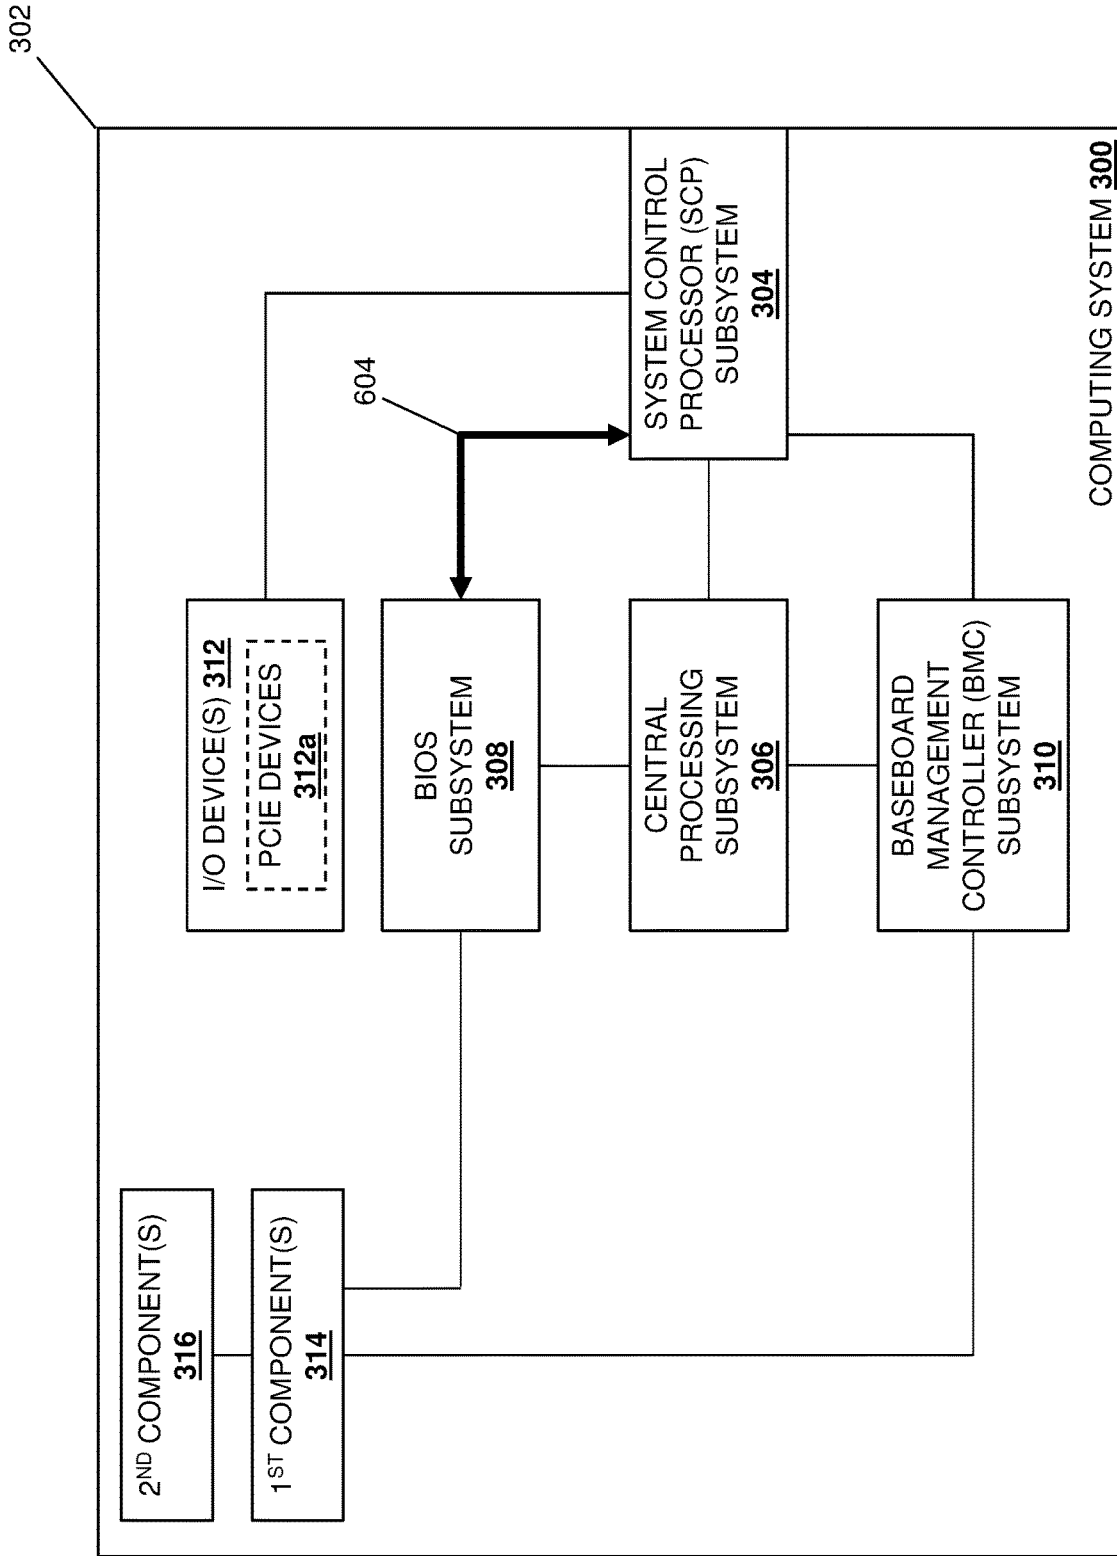 302
2ND COMPONENT(S)
316
1ST COMPONENT(S)
314
I/O DEVICE(S) 312
PCIE DEVICES
312a
604
BIOS
SUBSYSTEM
308
CENTRAL
PROCESSING
SUBSYSTEM
306
BASEBOARD
MANAGEMENT
CONTROLLER (BMC)
SUBSYSTEM
310
SYSTEM CONTROL
PROCESSOR (SCP)
SUBSYSTEM
304
COMPUTING SYSTEM 300